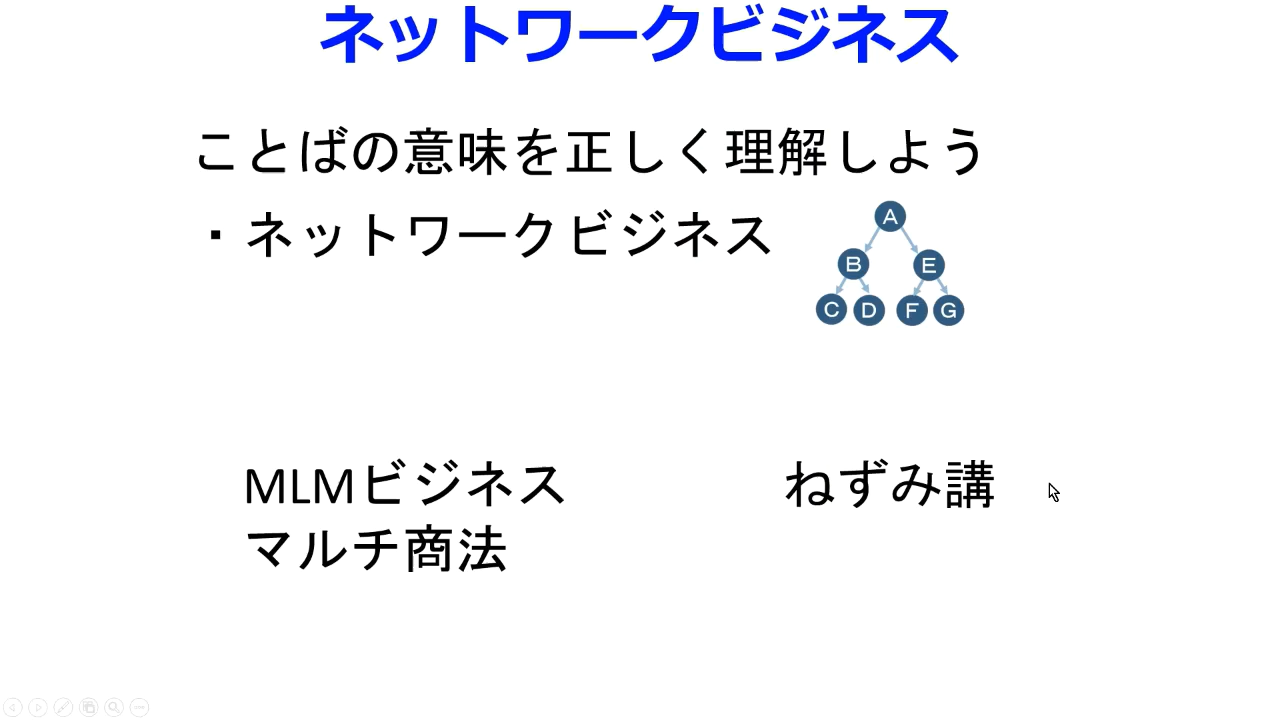 ネットワークビジネス
ことばの意味を正しく理解しよう
・ネットワークビジネス
A
B E
C D F G
MLMビジネス ねずみ講
マルチ商法